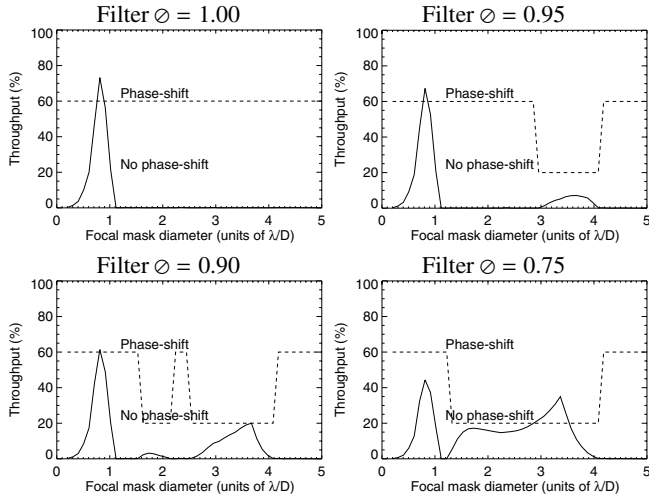 Filter ⌀ = 1.00
100
80
60
40
20
0
Throughput (%)
Phase-shift
No phase-shift
0 1 2 3 4 5
Focal mask diameter (units of λ/D)
Filter ⌀ = 0.95
100
80
60
40
20
0
Throughput (%)
Phase-shift
No phase-shift
0 1 2 3 4 5
Focal mask diameter (units of λ/D)
Filter ⌀ = 0.90
100
80
60
40
20
0
Throughput (%)
Phase-shift
No phase-shift
0 1 2 3 4 5
Focal mask diameter (units of λ/D)
Filter ⌀ = 0.75
100
80
60
40
20
0
Throughput (%)
Phase-shift
No phase-shift
0 1 2 3 4 5
Focal mask diameter (units of λ/D)